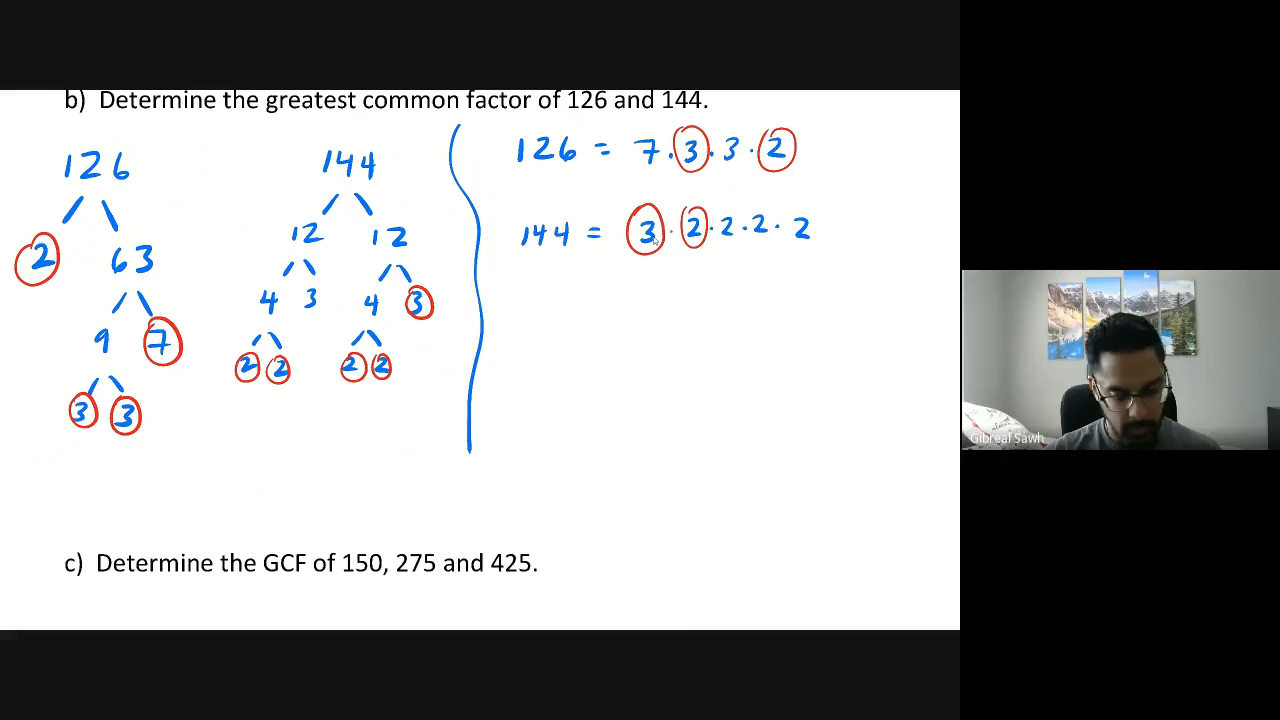 b) Determine the greatest common factor of 126 and 144.
126
2 63
9 7
3 3
144
12 12
4 3 4 3
2 2 2 2
126 = 7 · 3 · 3 · 2
144 = 3 · 2 · 2 · 2 · 2
c) Determine the GCF of 150, 275 and 425.
Gibreal Sawh